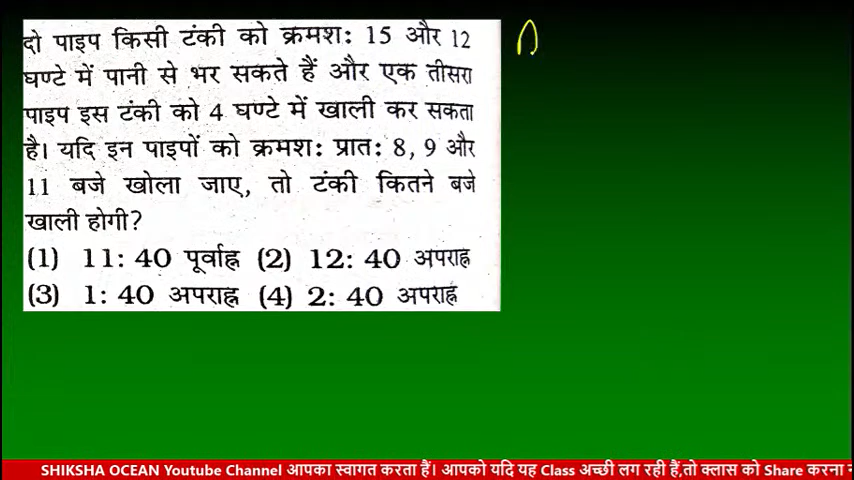 दो पाइप किसी टंकी को क्रमश: 15 और 12
घण्टे में पानी से भर सकते हैं और एक तीसरा
पाइप इस टंकी को 4 घण्टे में खाली कर सकता
है। यदि इन पाइपों को क्रमश: प्रात: 8, 9 और
11 बजे खोला जाए, तो टंकी कितने बजे
खाली होगी?
(1) 11: 40 पूर्वाह्न (2) 12: 40 अपराह्न
(3) 1: 40 अपराह्न (4) 2: 40 अपराह्न
SHIKSHA OCEAN Youtube Channel आपका स्वागत करता हैं। आपको यदि यह Class अच्छी लग रही हैं,तो क्लास को Share करना